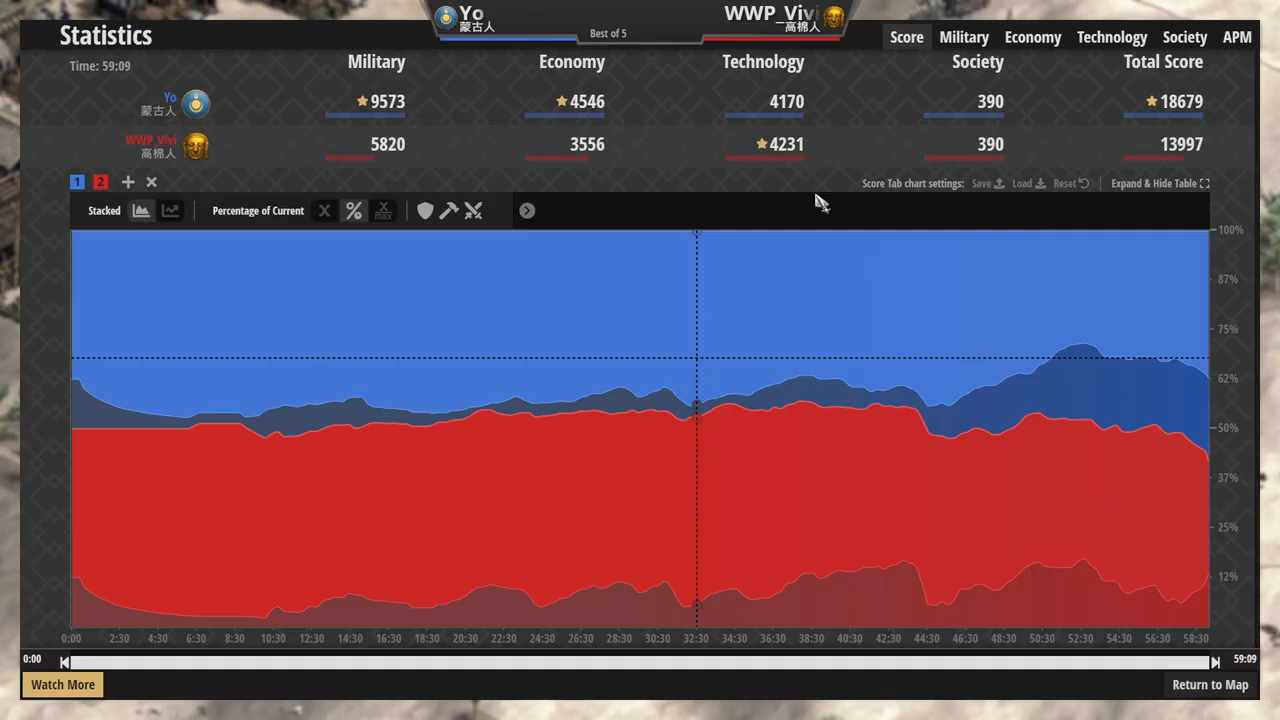 Yo
蒙古人
Best of 5
WWP_Vivi
高棉人
Statistics
Score Military Economy Technology Society APM
Time: 59:09
Military Economy Technology Society Total Score
Yo
蒙古人
9573 4546 4170 390 18679
WWP_Vivi
高棉人
5820 3556 4231 390 13997
1 2
Score Tab chart settings: Save Load Reset Expand & Hide Table
Stacked Percentage of Current X % X max
100%
87%
75%
62%
50%
37%
25%
12%
0:00 2:30 4:30 6:30 8:30 10:30 12:30 14:30 16:30 18:30 20:30 22:30 24:30 26:30 28:30 30:30 32:30 34:30 36:30 38:30 40:30 42:30 44:30 46:30 48:30 50:30 52:30 54:30 56:30 58:30
0:00 59:09
Watch More Return to Map